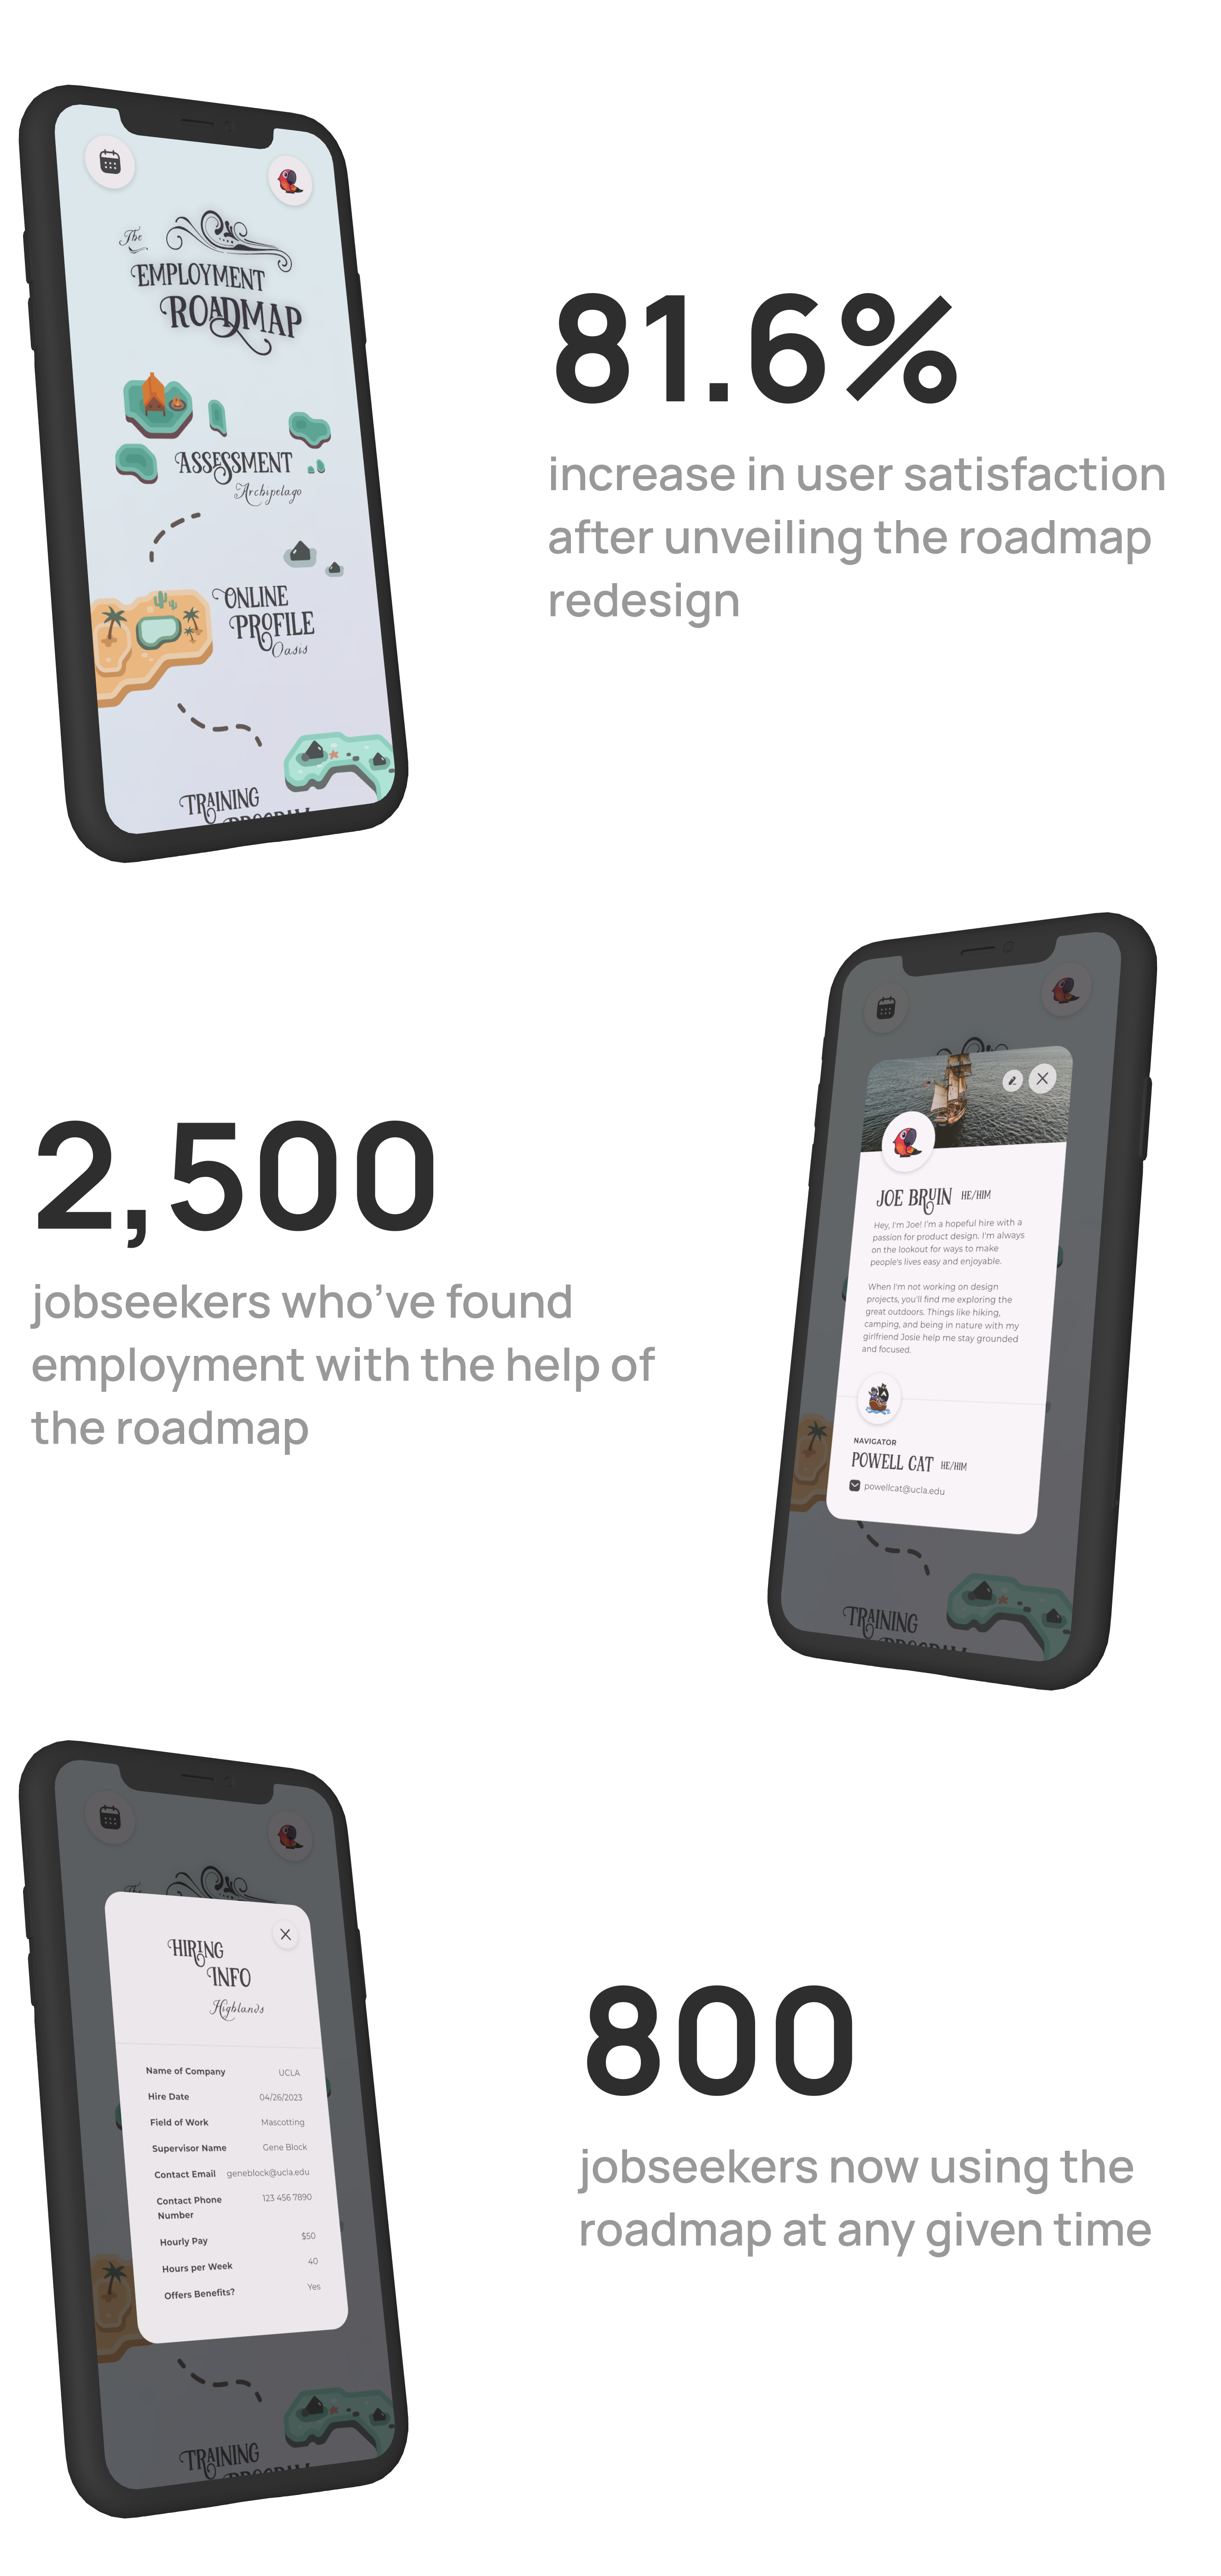 The
EMPLOYMENT
ROADMAP
ASSESSMENT
Archipelago
ONLINE
PROFILE
Oasis
TRAINING
PROGRAM
81.6%
increase in user satisfaction
after unveiling the roadmap
redesign
2,500
jobseekers who’ve found
employment with the help of
the roadmap
JOE BRUIN HE/HIM
Hey, I'm Joe! I'm a hopeful hire with a
passion for product design. I'm always
on the lookout for ways to make
people's lives easy and enjoyable.
When I'm not working on design
projects, you'll find me exploring the
great outdoors. Things like hiking,
camping, and being in nature with my
girlfriend Josie help me stay grounded
and focused.
NAVIGATOR
POWELL CAT HE/HIM
powellcat@ucla.edu
TRAINING
PROGRAM
The
HIRING
INFO
Highlands
Name of Company UCLA
Hire Date 04/26/2023
Field of Work Mascotting
Supervisor Name Gene Block
Contact Email geneblock@ucla.edu
Contact Phone 123 456 7890
Number
Hourly Pay $50
Hours per Week 40
Offers Benefits? Yes
TRAINING
PROGRAM
800
jobseekers now using the
roadmap at any given time